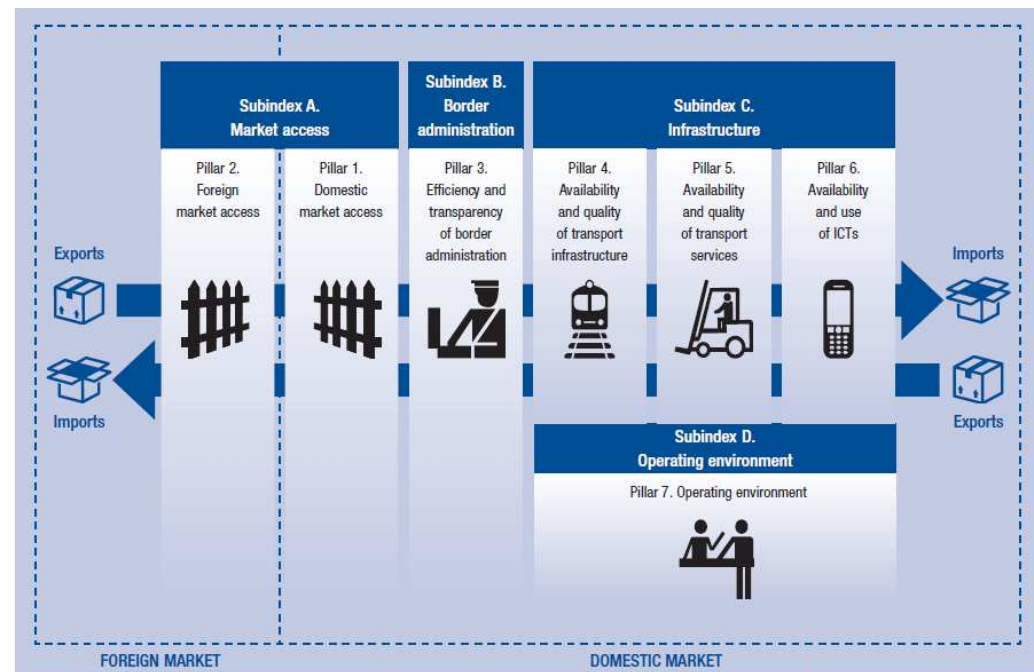 Subindex A.
Market access
Subindex B.
Border
administration
Subindex C.
Infrastructure
Pillar 2.
Foreign
market access
Pillar 1.
Domestic
market access
Pillar 3.
Efficiency and
transparency
of border
administration
Pillar 4.
Availability
and quality
of transport
infrastructure
Pillar 5.
Availability
and quality
of transport
services
Pillar 6.
Availability
and use
of ICTs
Exports
Imports
Imports
Exports
Subindex D.
Operating environment
Pillar 7. Operating environment
FOREIGN MARKET
DOMESTIC MARKET